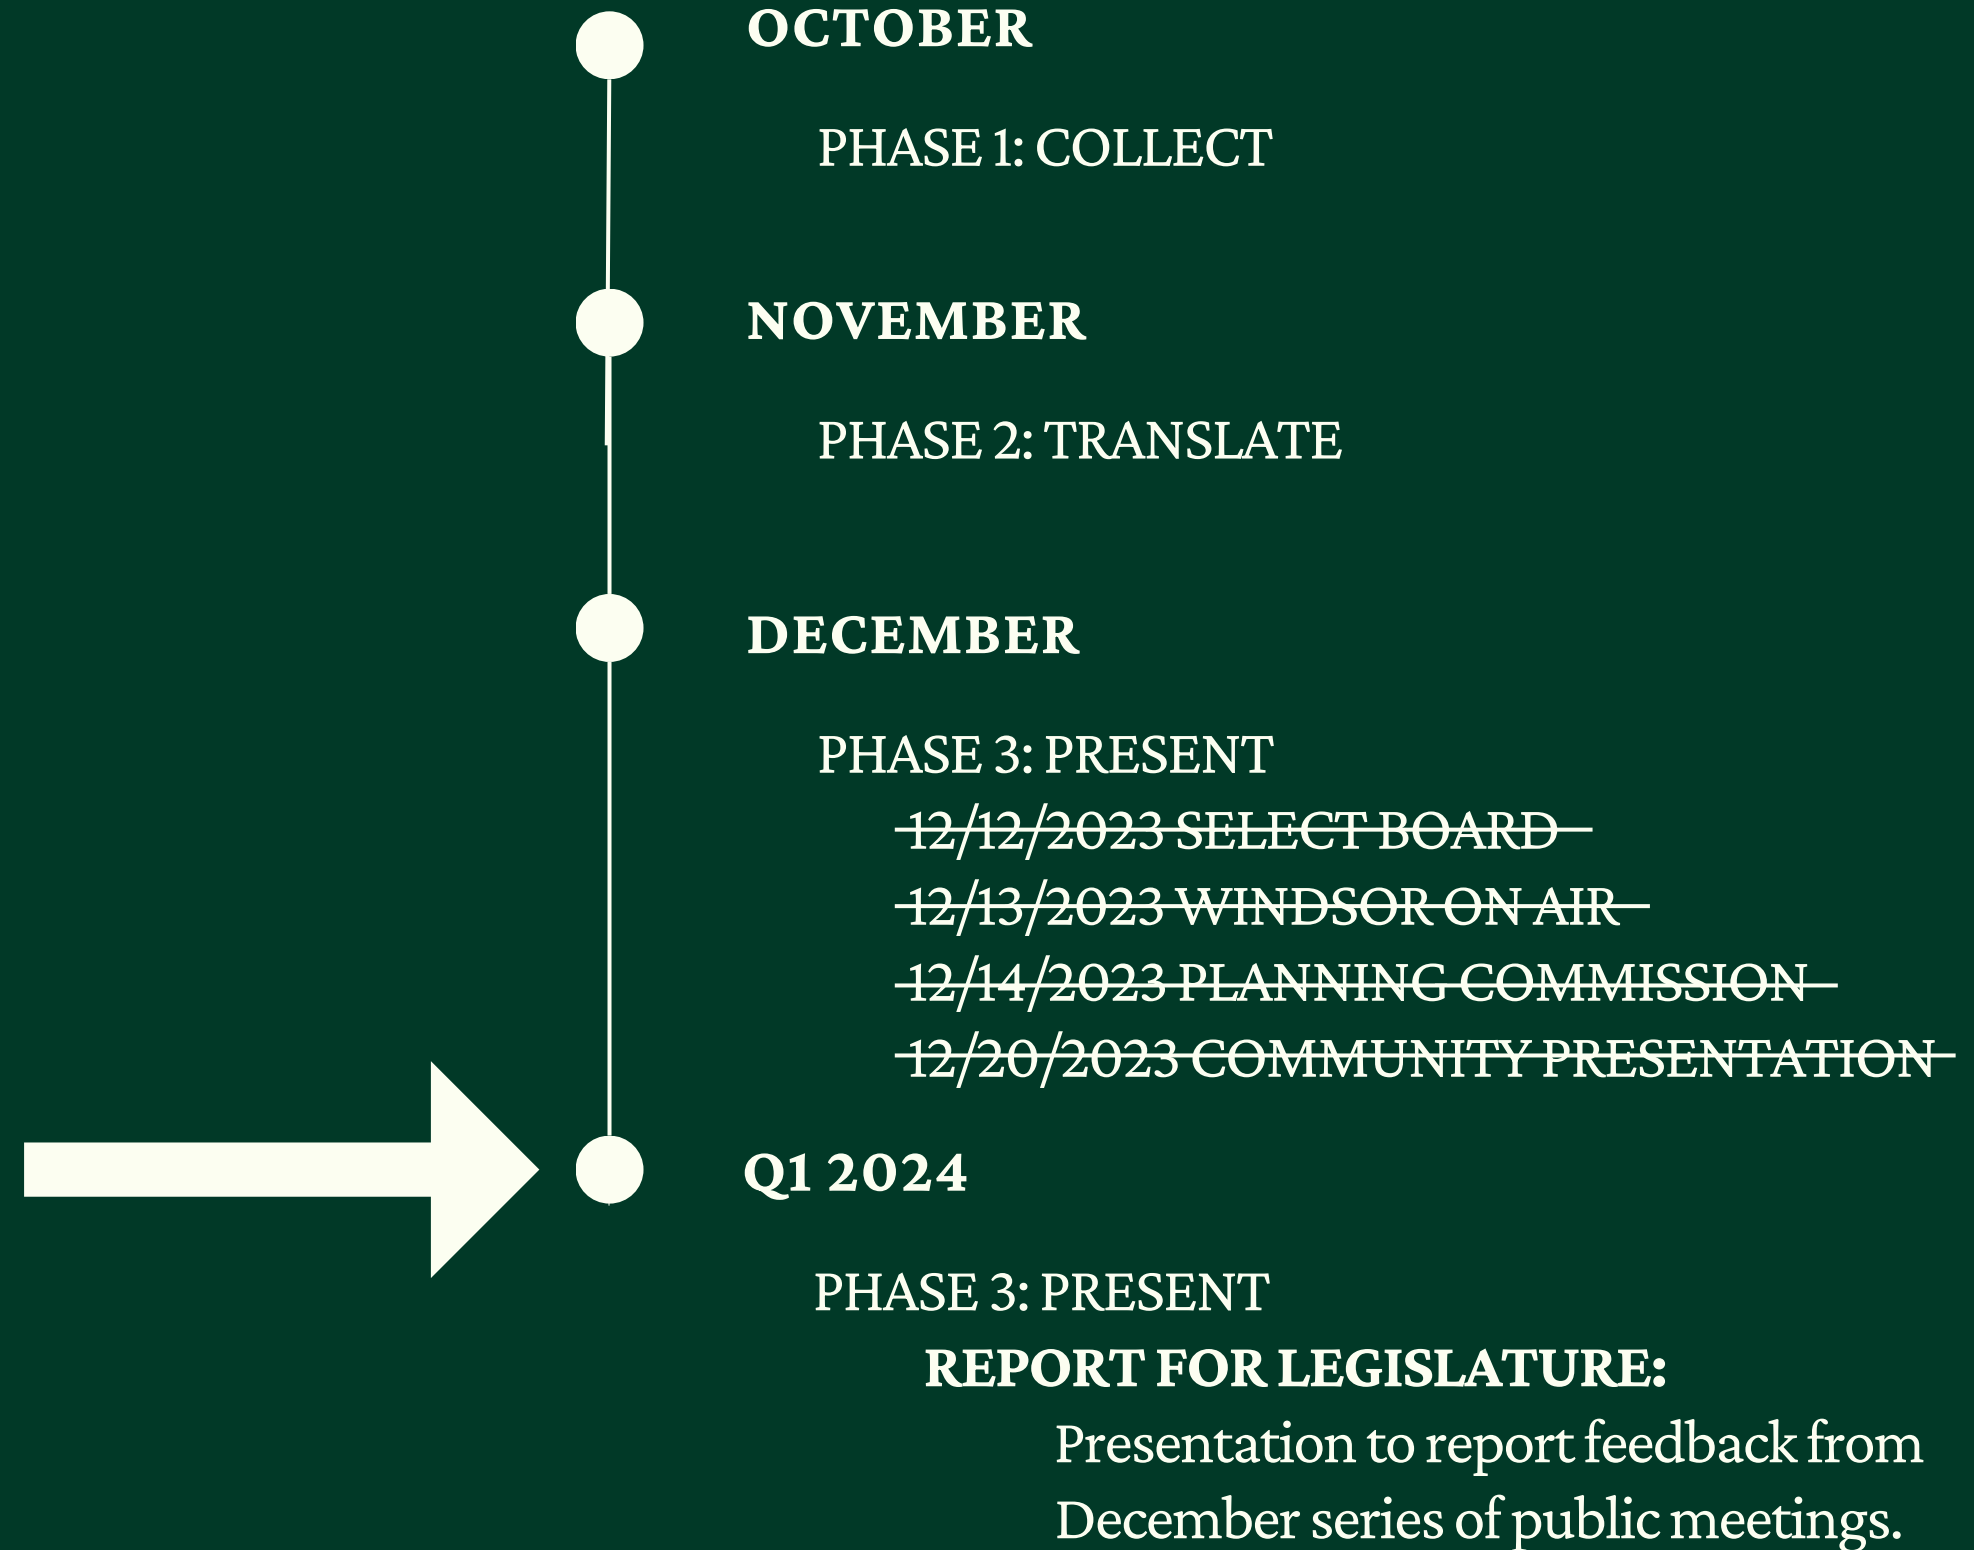 OCTOBER
PHASE 1: COLLECT
NOVEMBER
PHASE 2: TRANSLATE
DECEMBER
PHASE 3: PRESENT
12/12/2023 SELECT BOARD
12/13/2023 WINDSOR ON AIR
12/14/2023 PLANNING COMMISSION
12/20/2023 COMMUNITY PRESENTATION
Q1 2024
PHASE 3: PRESENT
REPORT FOR LEGISLATURE:
Presentation to report feedback from
December series of public meetings.